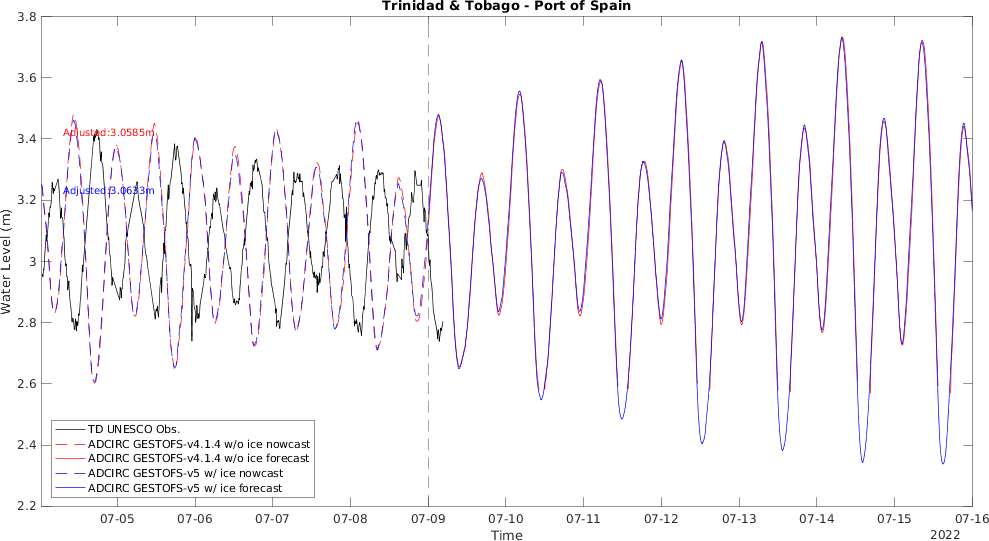 Trinidad & Tobago - Port of Spain
3.8
3.6
3.4
3.2
3
2.8
2.6
2.4
2.2
Water Level (m)
Adjusted:3.0585m
Adjusted:3.0633m
TD UNESCO Obs.
ADCIRC GESTOFS-v4.1.4 w/o ice nowcast
ADCIRC GESTOFS-v4.1.4 w/o ice forecast
ADCIRC GESTOFS-v5 w/ ice nowcast
ADCIRC GESTOFS-v5 w/ ice forecast
07-05 07-06 07-07 07-08 07-09 07-10 07-11 07-12 07-13 07-14 07-15 07-16
Time
2022